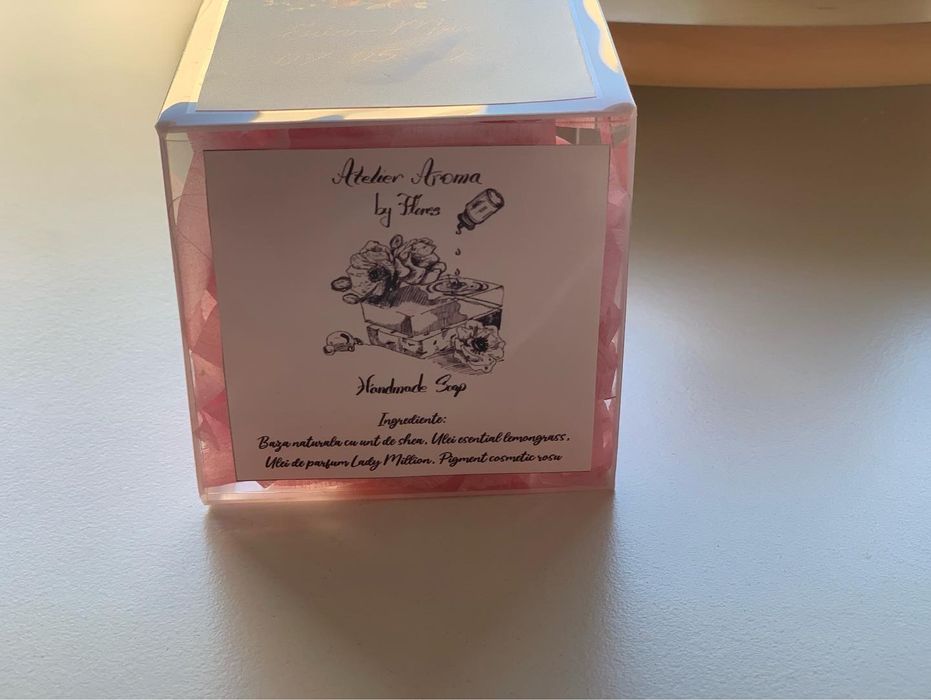 Atelier Aroma
by Flores
Handmade Soap
Ingrediente:
Baza naturala cu unt de shea, Ulei esential lemongrass,
Ulei de parfum Lady Million, Pigment cosmetic rosu